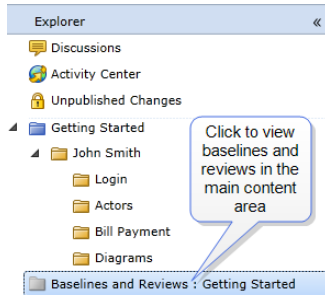 Explorer «
Discussions
Activity Center
Unpublished Changes
Getting Started
John Smith
Login
Actors
Bill Payment
Diagrams
Click to view
baselines and
reviews in the
main content
area
Baselines and Reviews : Getting Started